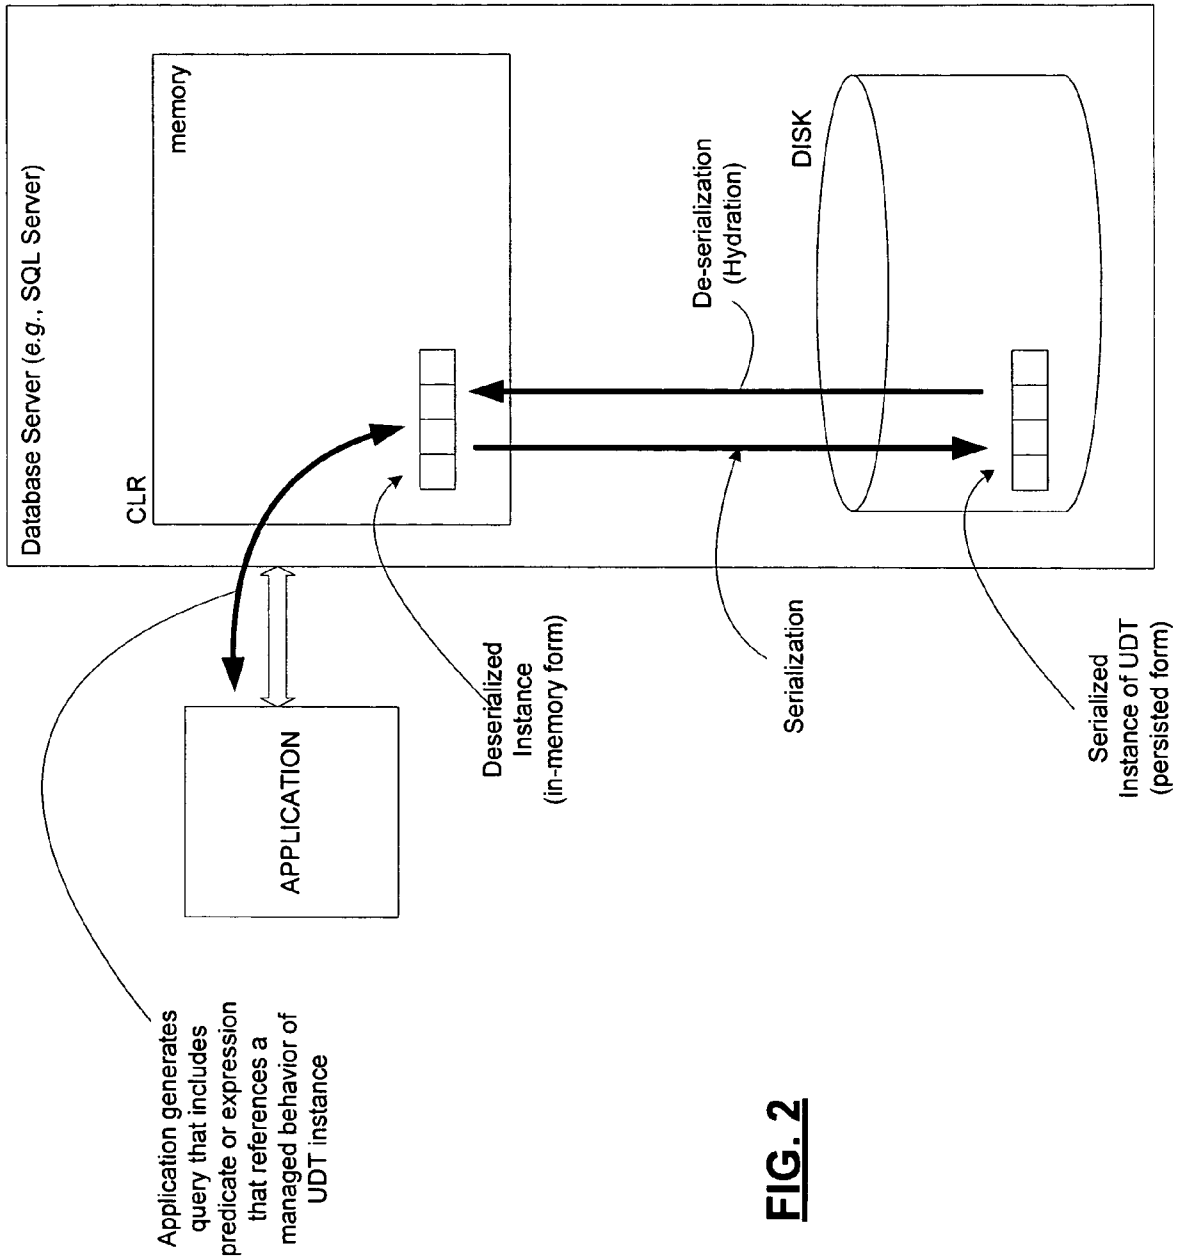 Database Server (e.g., SQL Server)
CLR
memory
Application generates
query that includes
predicate or expression
that references a
managed behavior of
UDT instance
APPLICATION
Deserialized
Instance
(in-memory form)
De-serialization
(Hydration)
Serialization
DISK
Serialized
Instance of UDT
(persisted form)
FIG. 2